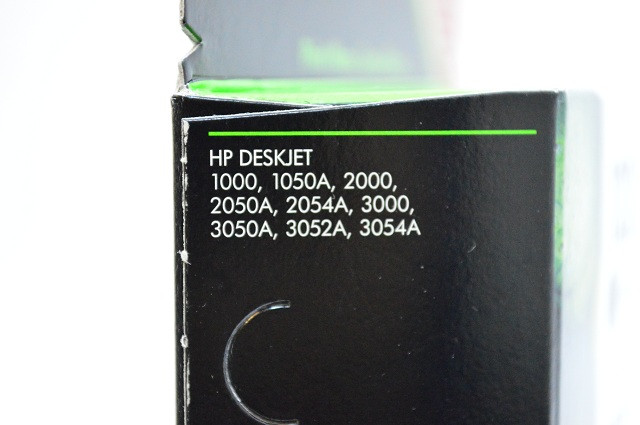 HP DESKJET
1000, 1050A, 2000,
2050A, 2054A, 3000,
3050A, 3052A, 3054A